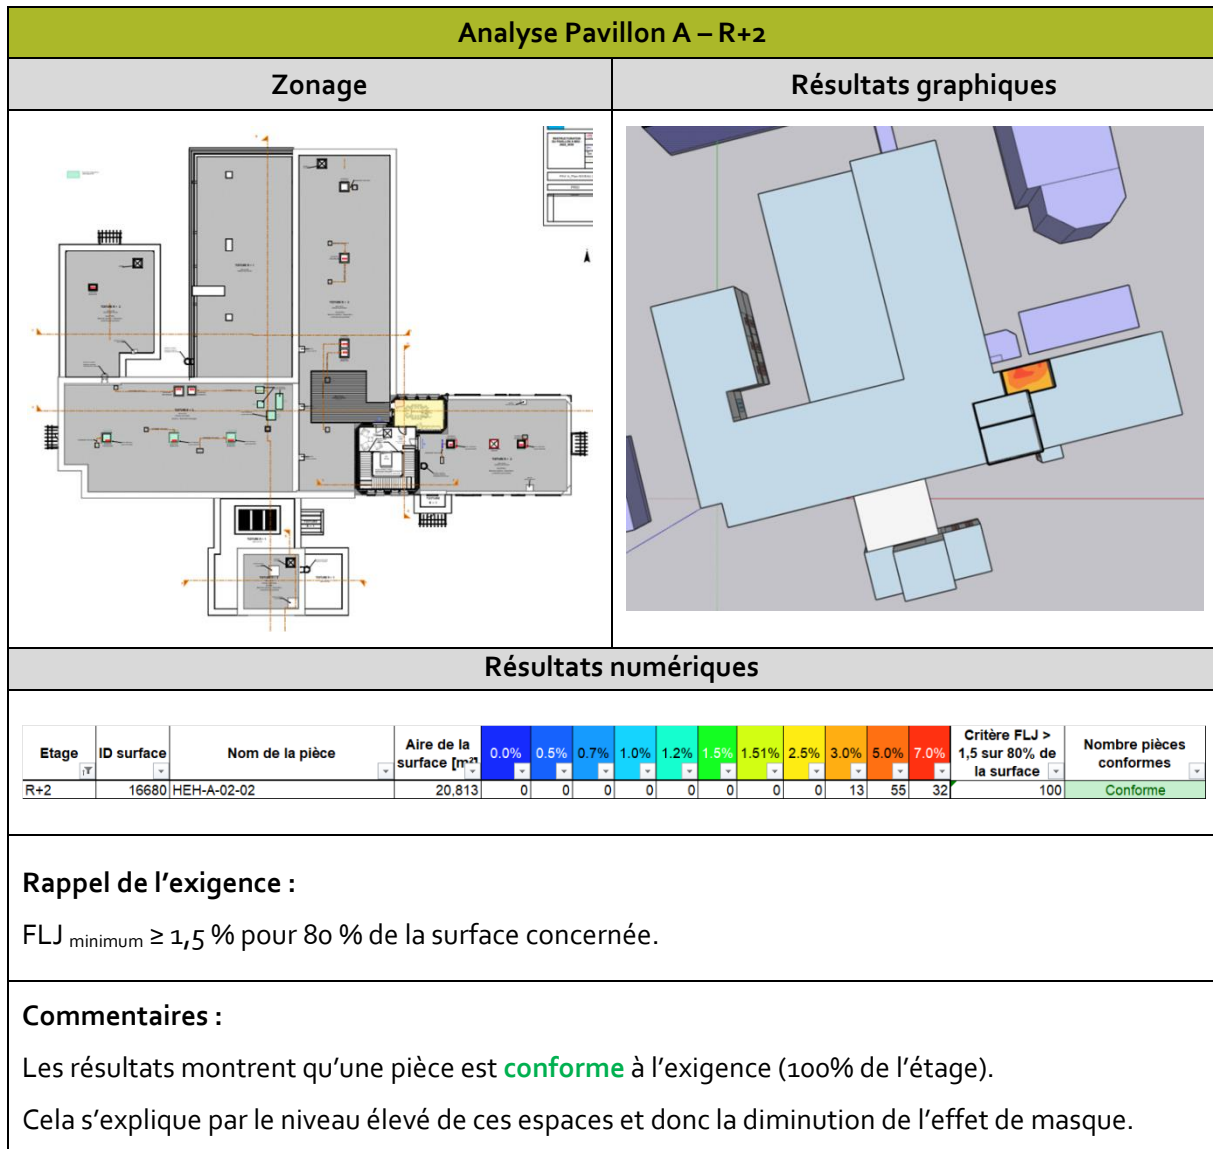 Analyse Pavillon A – R+2
Zonage
Résultats graphiques
Résultats numériques
Etage
ID surface
Nom de la pièce
Aire de la surface [m²]
0.0% 0.5% 0.7% 1.0% 1.2% 1.5% 1.51% 2.5% 3.0% 5.0% 7.0%
Critère FLJ > 1,5 sur 80% de la surface
Nombre pièces conformes
R+2 16680 HEH-A-02-02 20,813 0 0 0 0 0 0 0 0 13 55 32 100 Conforme
Rappel de l’exigence :
FLJ minimum ≥ 1,5 % pour 80 % de la surface concernée.
Commentaires :
Les résultats montrent qu’une pièce est conforme à l’exigence (100% de l’étage).
Cela s’explique par le niveau élevé de ces espaces et donc la diminution de l’effet de masque.